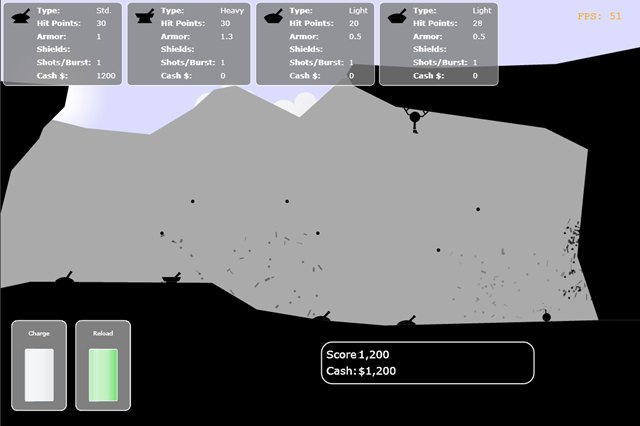 FPS: 51
Type: Std.
Hit Points: 30
Armor: 1
Shields:
Shots/Burst: 1
Cash $: 1200
Type: Heavy
Hit Points: 30
Armor: 1.3
Shields:
Shots/Burst: 1
Cash $: 0
Type: Light
Hit Points: 20
Armor: 0.5
Shields:
Shots/Burst: 1
Cash $: 0
Type: Light
Hit Points: 28
Armor: 0.5
Shields:
Shots/Burst: 1
Cash $: 0
Charge
Reload
Score 1,200
Cash: $1,200